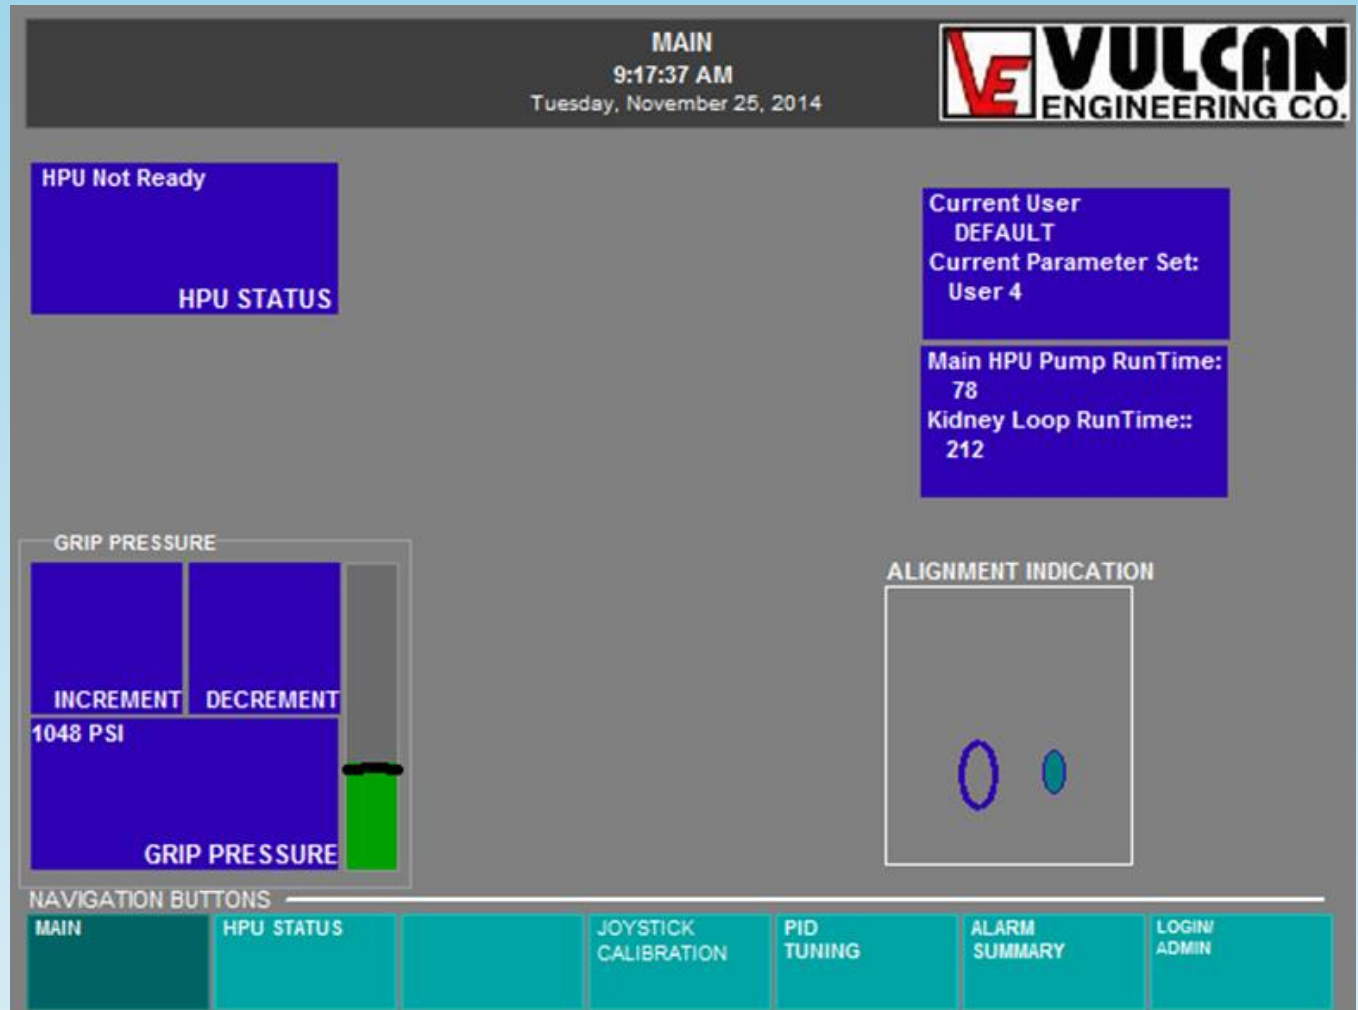 MAIN
9:17:37 AM
Tuesday, November 25, 2014
VE VULCAN
ENGINEERING CO.
HPU Not Ready
HPU STATUS
Current User
DEFAULT
Current Parameter Set:
User 4
Main HPU Pump RunTime:
78
Kidney Loop RunTime::
212
GRIP PRESSURE
INCREMENT
DECREMENT
1048 PSI
GRIP PRESSURE
ALIGNMENT INDICATION
NAVIGATION BUTTONS
MAIN
HPU STATUS
JOYSTICK
CALIBRATION
PID
TUNING
ALARM
SUMMARY
LOGIN/
ADMIN